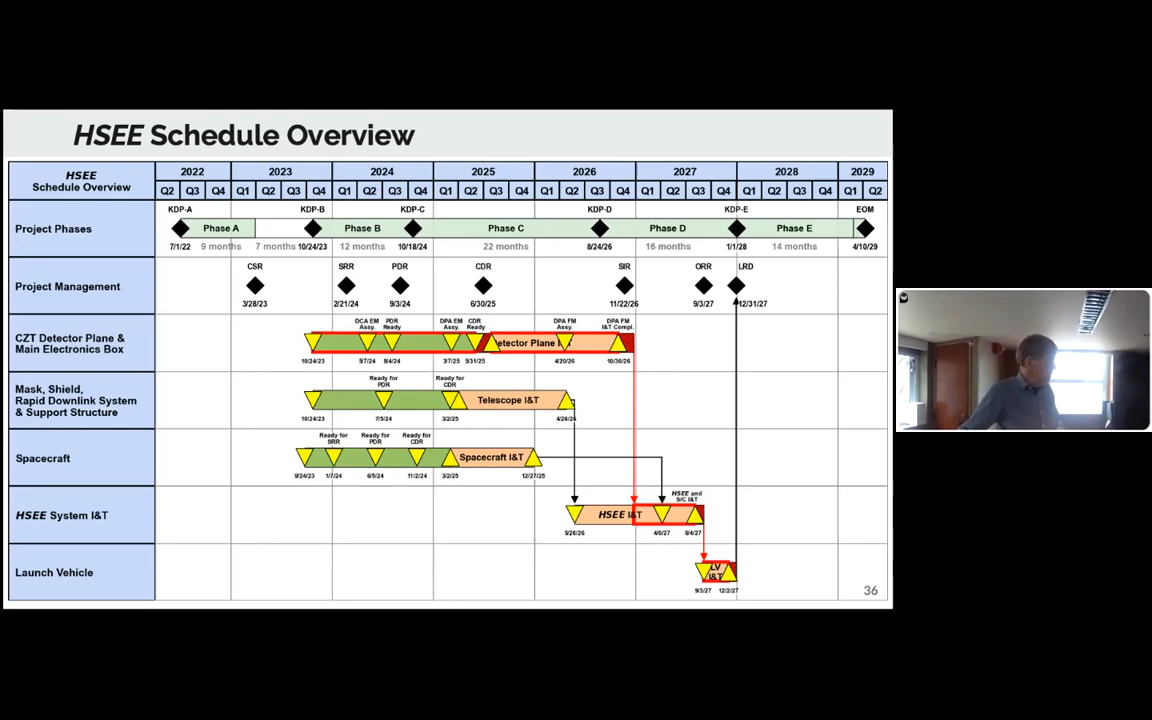 HSEE Schedule Overview
HSEE
Schedule Overview
2022 2023 2024 2025 2026 2027 2028 2029
Q2 Q3 Q4 Q1 Q2 Q3 Q4 Q1 Q2 Q3 Q4 Q1 Q2 Q3 Q4 Q1 Q2 Q3 Q4 Q1 Q2 Q3 Q4 Q1 Q2 Q3 Q4 Q1 Q2
Project Phases
KDP-A KDP-B KDP-C KDP-D KDP-E EOM
Phase A Phase B Phase C Phase D Phase E
7/1/22 9 months 7 months 10/24/23 12 months 10/18/24 22 months 8/24/26 16 months 1/1/28 14 months 4/10/29
Project Management
CSR SRR PDR CDR SIR ORR LRD
3/28/23 2/21/24 9/3/24 6/30/25 11/22/26 9/3/27 12/31/27
CZT Detector Plane &
Main Electronics Box
DCA EM PDR DPA EM CDR DPA FM DPA FM
Assy. Ready Assy. Ready Assy. I&T Compl.
etector Plane I
10/24/23 5/7/24 8/4/24 3/7/25 5/31/25 4/20/26 10/30/26
Mask, Shield,
Rapid Downlink System
& Support Structure
Ready for Ready for
PDR CDR
Telescope I&T
10/24/23 7/5/24 3/2/25 4/26/26
Spacecraft
Ready for Ready for Ready for
SRR PDR CDR
Spacecraft I&T
9/24/23 1/7/24 6/5/24 11/2/24 3/2/25 12/27/25
HSEE System I&T
HSEE and
S/C I&T
HSEE I&T
5/26/26 4/6/27 8/4/27
Launch Vehicle
LV
I&T
9/3/27 12/2/27
36